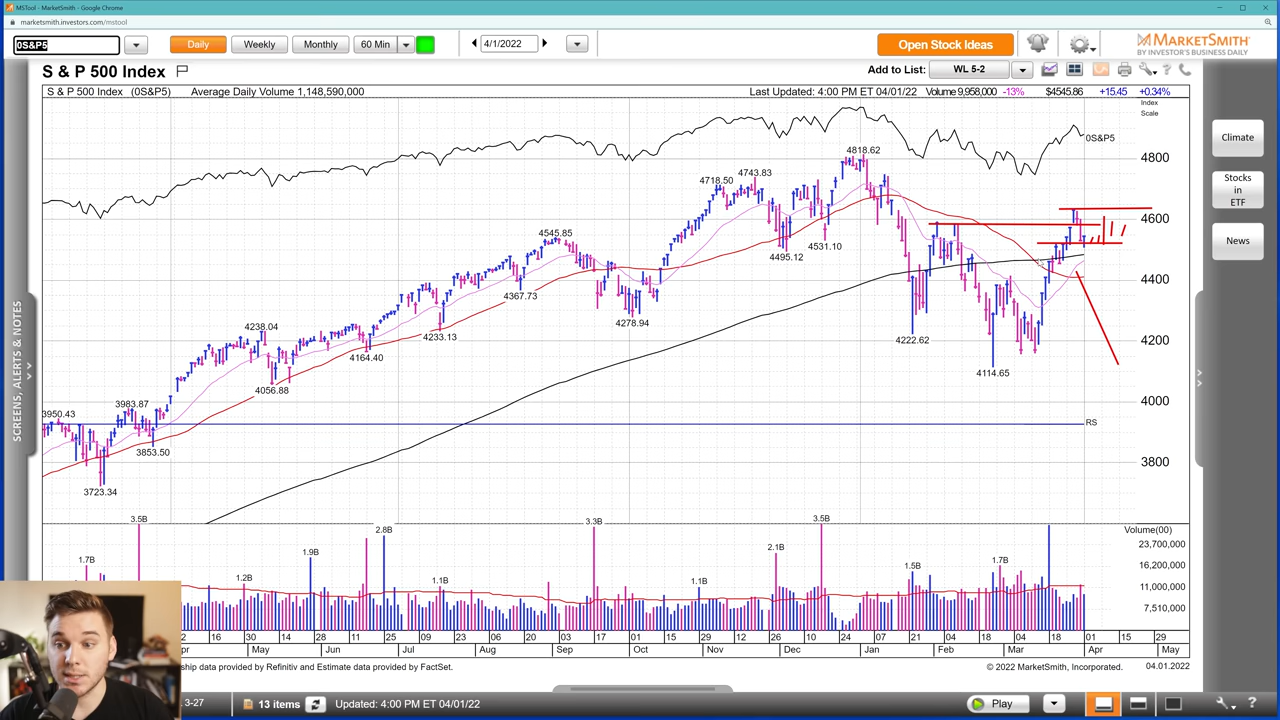 MSTool - MarketSmith - Google Chrome
marketsmith.investors.com/mstool
0S&P5
Daily
Weekly
Monthly
60 Min
4/1/2022
Open Stock Ideas
MARKETSMITH
BY INVESTOR'S BUSINESS DAILY
S & P 500 Index
Add to List:
WL 5-2
S & P 500 Index (0S&P5) Average Daily Volume 1,148,590,000
Last Updated: 4:00 PM ET 04/01/22 Volume 9,958,000 -13% $4545.86 +15.45 +0.34%
Index
Scale
0S&P5
4800
4600
4400
4200
4000
3800
RS
4818.62
4743.83
4718.50
4545.85
4531.10
4495.12
4367.73
4278.94
4238.04
4233.13
4222.62
4164.40
4114.65
4056.88
3983.87
3950.43
3853.50
3723.34
Climate
Stocks
in
ETF
News
SCREENS, ALERTS & NOTES
Volume(00)
23,700,000
16,200,000
11,000,000
7,510,000
3.5B
1.7B
1.2B
1.9B
2.8B
1.1B
3.3B
1.1B
2.1B
3.5B
1.5B
1.7B
16 30 14 28 11 25 09 23 06 20 03 17 01 15 29 12 26 10 24 07 21 04 18 04 18 01 15 29
May Jun Jul Aug Sep Oct Nov Dec Jan Feb Mar Apr May
ship data provided by Refinitiv and Estimate data provided by FactSet.
© 2022 MarketSmith, Incorporated.
04.01.2022
3-27
13 items
Updated: 4:00 PM ET 04/01/22
Play